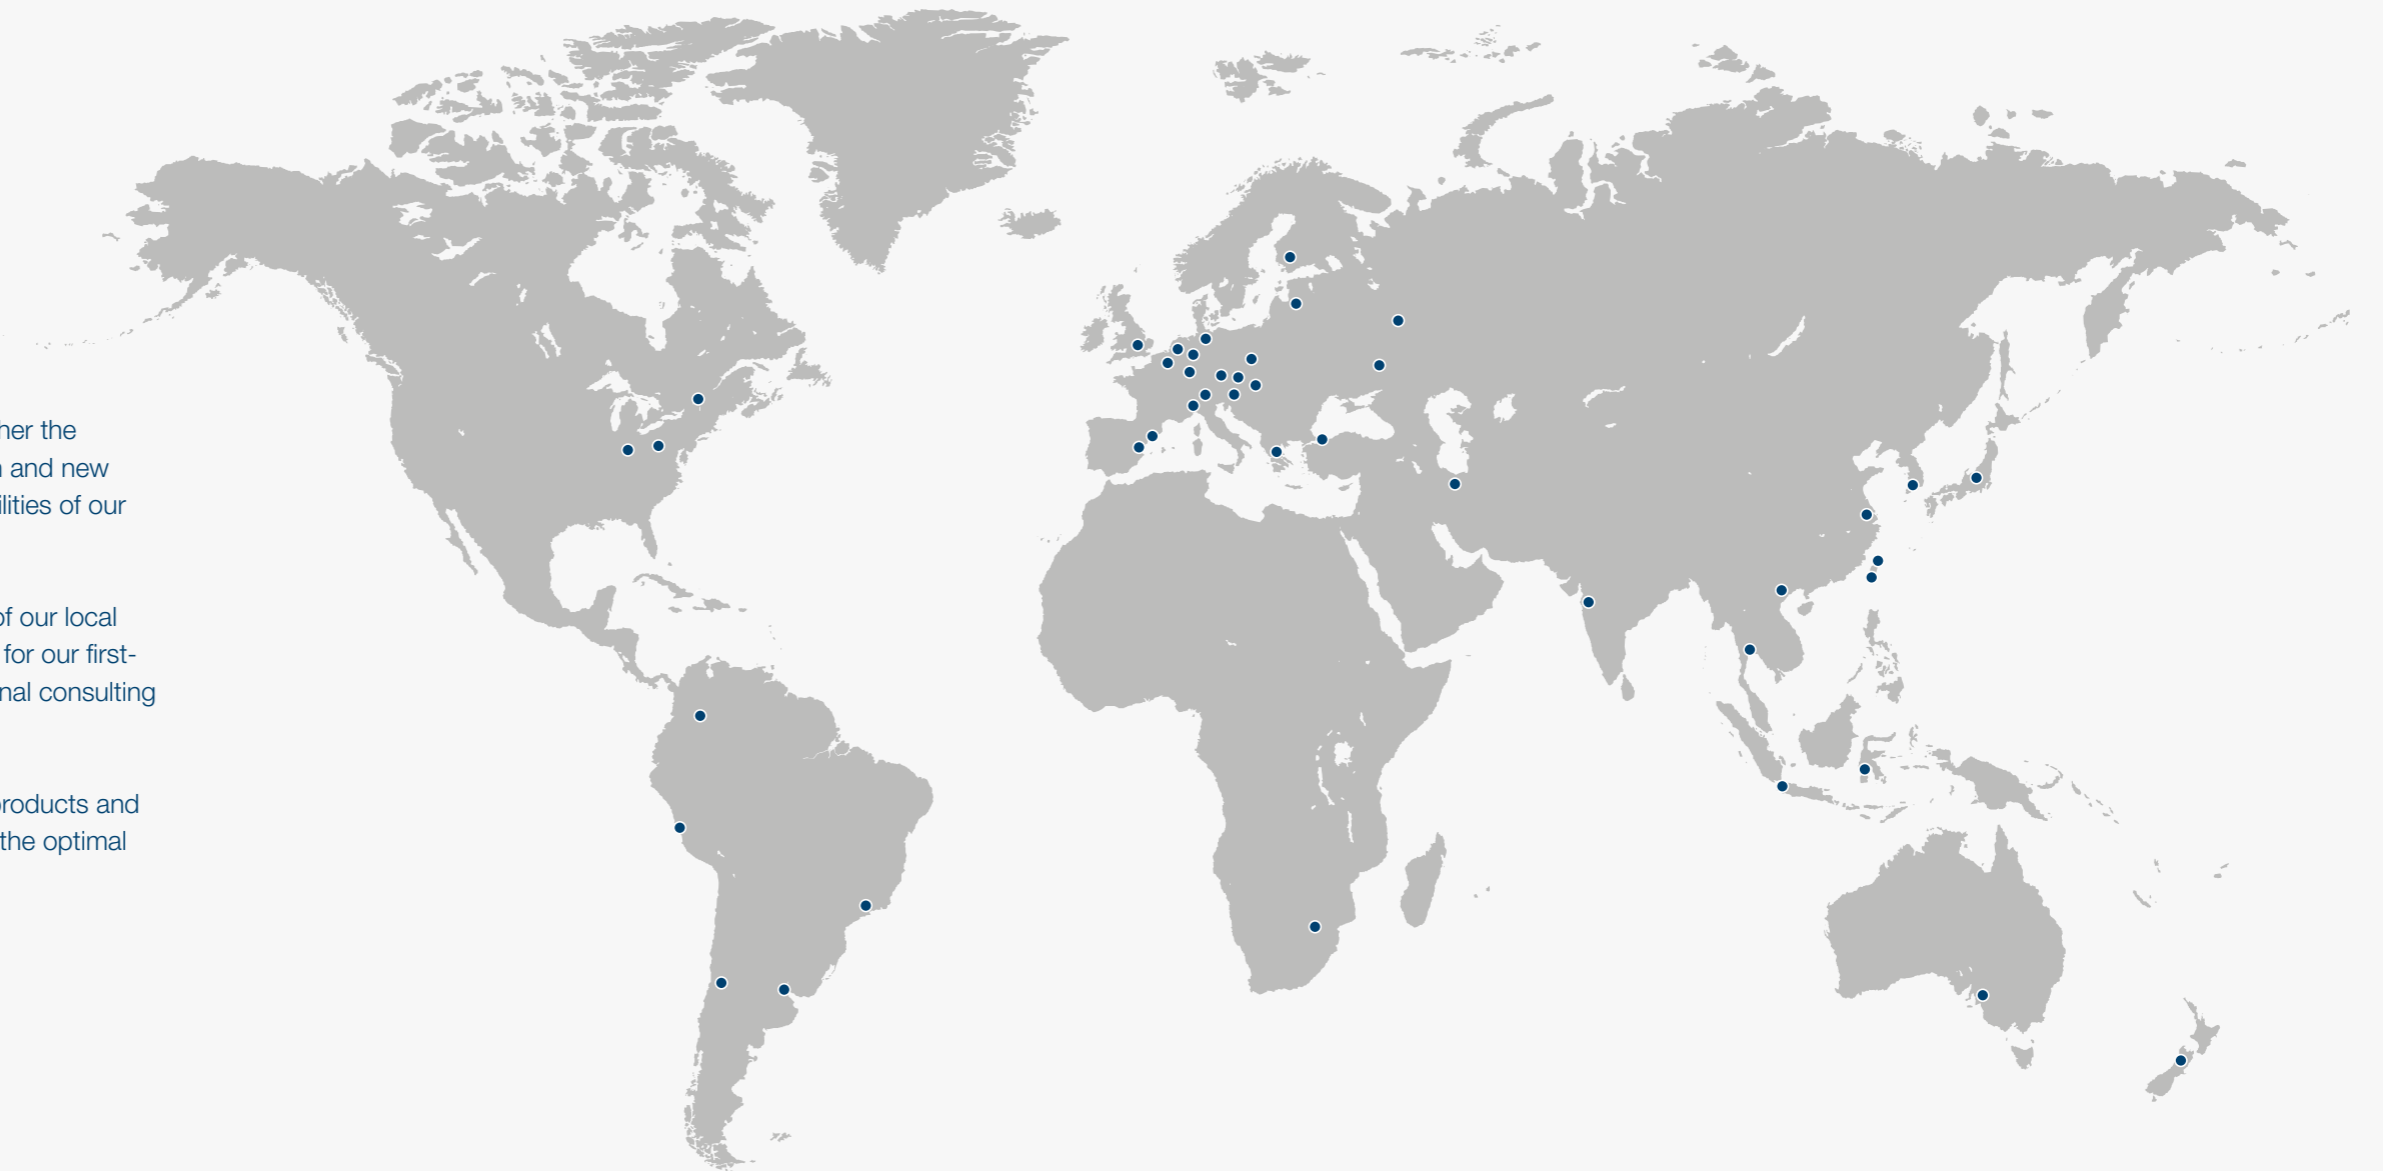 her the
and new
ilities of our
of our local
for our first-
nal consulting
products and
the optimal